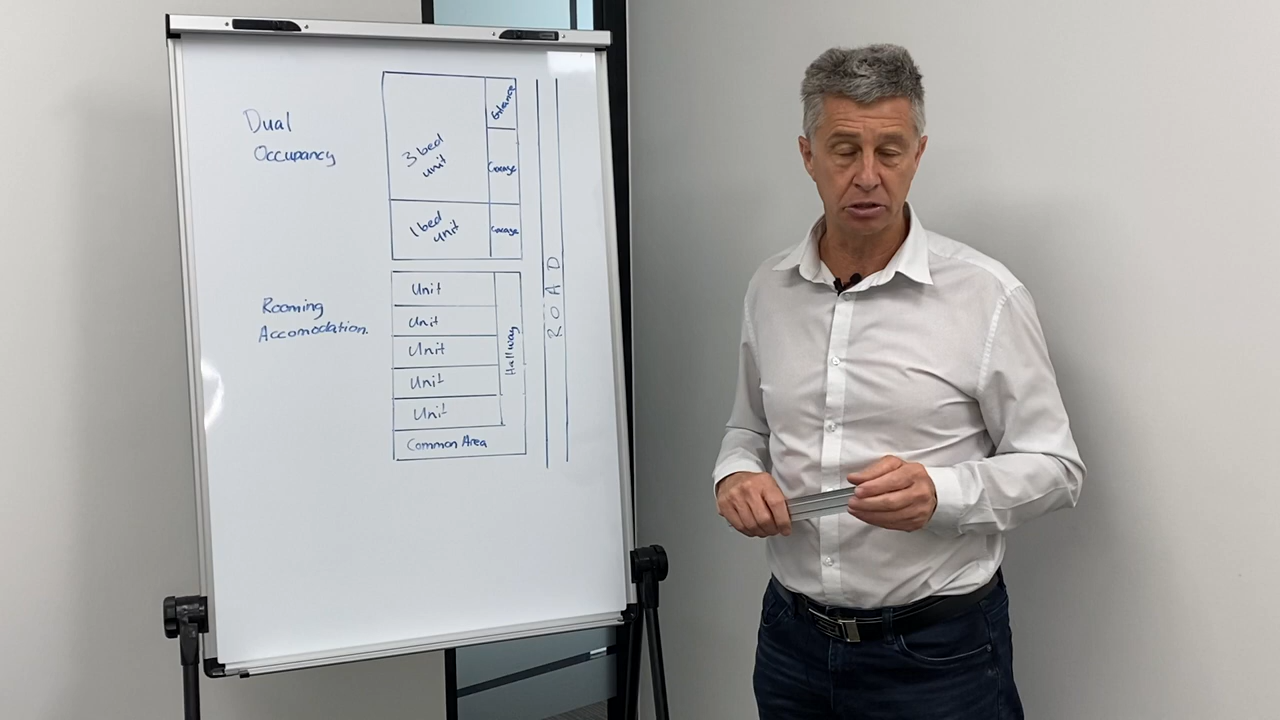 Dual
Occupancy
3 bed
unit
Entrance
Garage
1 bed
unit
Garage
Rooming
Accomodation.
Unit
Unit
Unit
Unit
Unit
Hallway
Common Area
ROAD